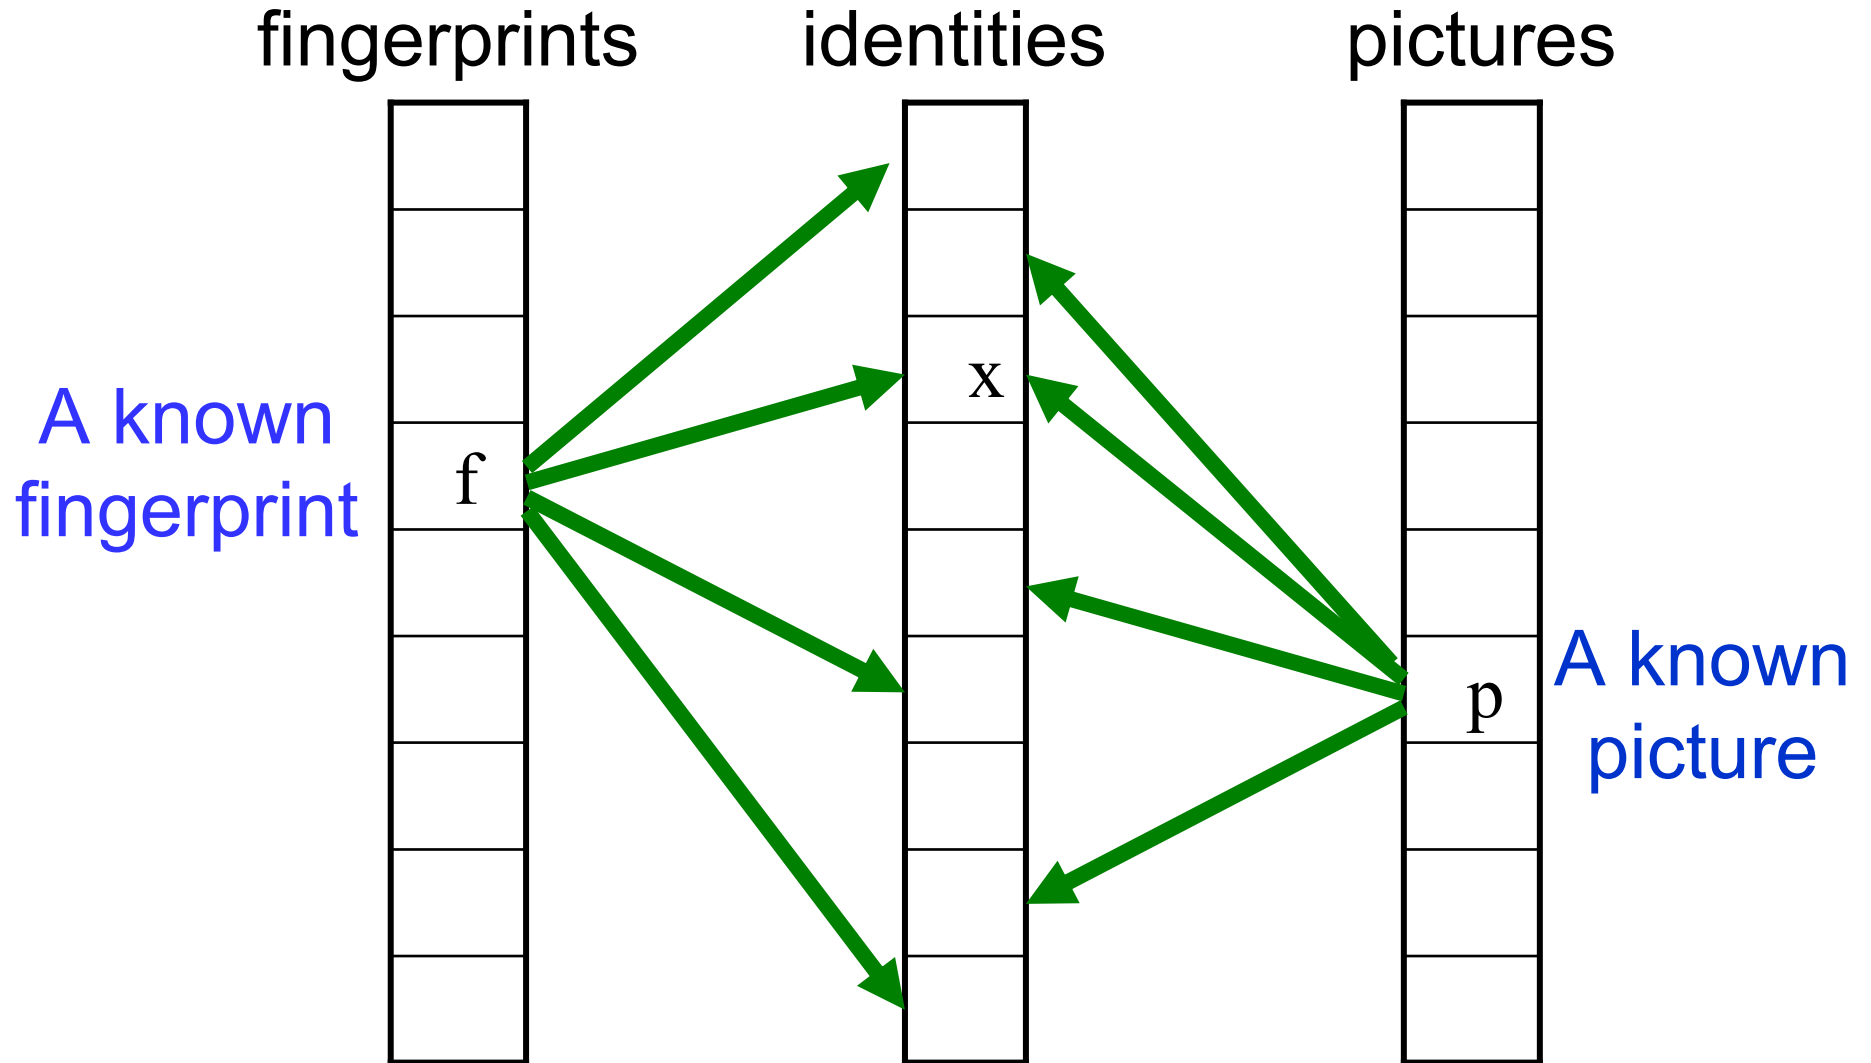 fingerprints identities pictures
x
A known
fingerprint
f
A known
picture
p